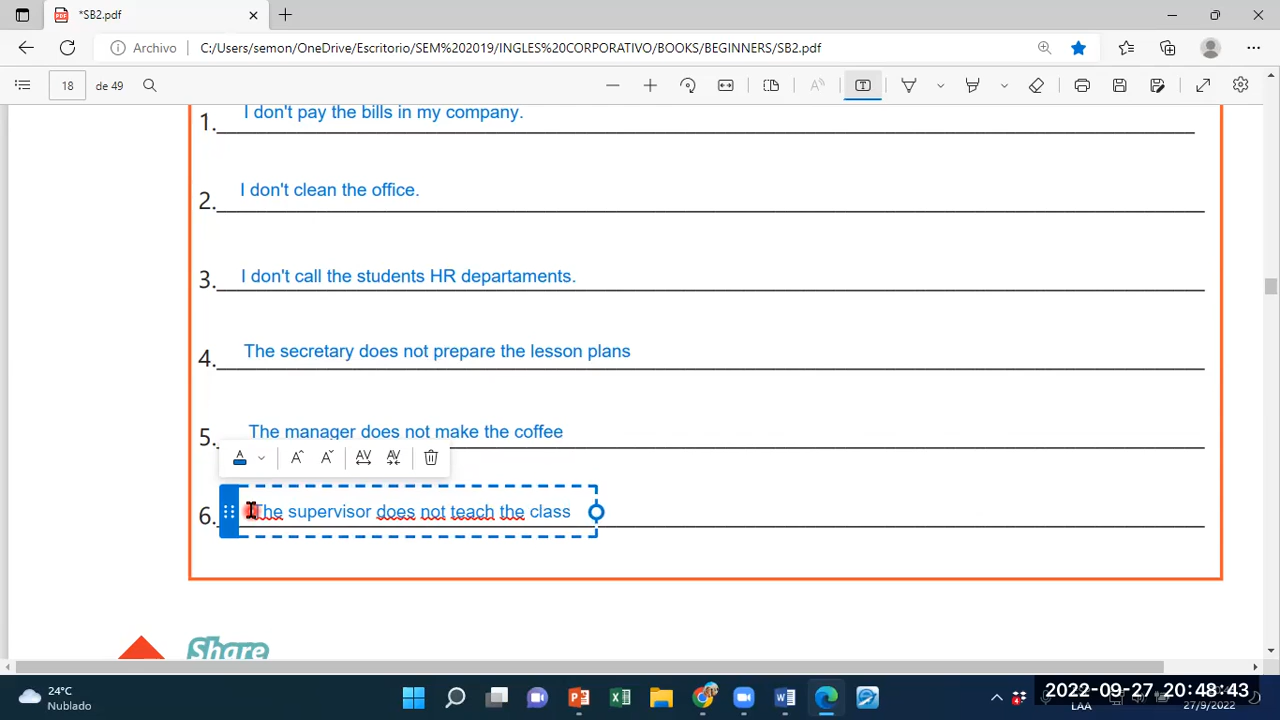 *SB2.pdf
Archivo
C:/Users/semon/OneDrive/Escritorio/SEM%202019/INGLES%20CORPORATIVO/BOOKS/BEGINNERS/SB2.pdf
18 de 49
1. I don't pay the bills in my company.
2. I don't clean the office.
3. I don't call the students HR departaments.
4. The secretary does not prepare the lesson plans
5. The manager does not make the coffee
6. The supervisor does not teach the class
Share
24°C
Nublado
2022-09-27 20:48:43
LAA
27/9/2022